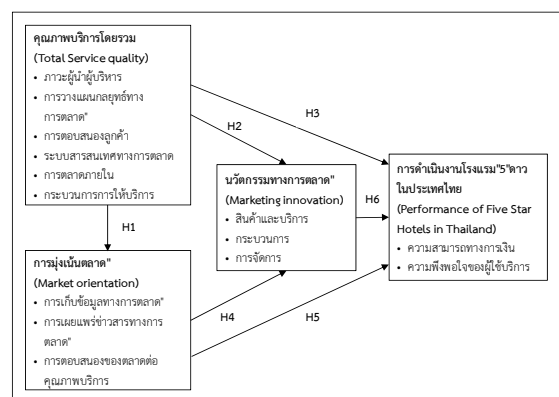 คุณภาพบริการโดยรวม
(Total Service quality)
• ภาวะผู้นำผู้บริหาร
• การวางแผนกลยุทธ์ทาง
การตลาด"
• การตอบสนองลูกค้า
• ระบบสารสนเทศทางการตลาด
• การตลาดภายใน
• กระบวนการการให้บริการ
H3
H2
H1
นวัตกรรมทางการตลาด"
(Marketing innovation)
• สินค้าและบริการ
• กระบวนการ
• การจัดการ
H6
การดำเนินงานโรงแรม"5"ดาว
ในประเทศไทย
(Performance of Five Star
Hotels in Thailand)
• ความสามารถทางการเงิน
• ความพึงพอใจของผู้ใช้บริการ
การมุ่งเน้นตลาด"
(Market orientation)
• การเก็บข้อมูลทางการตลาด"
• การเผยแพร่ข่าวสารทางการ
ตลาด"
• การตอบสนองของตลาดต่อ
คุณภาพบริการ
H4
H5